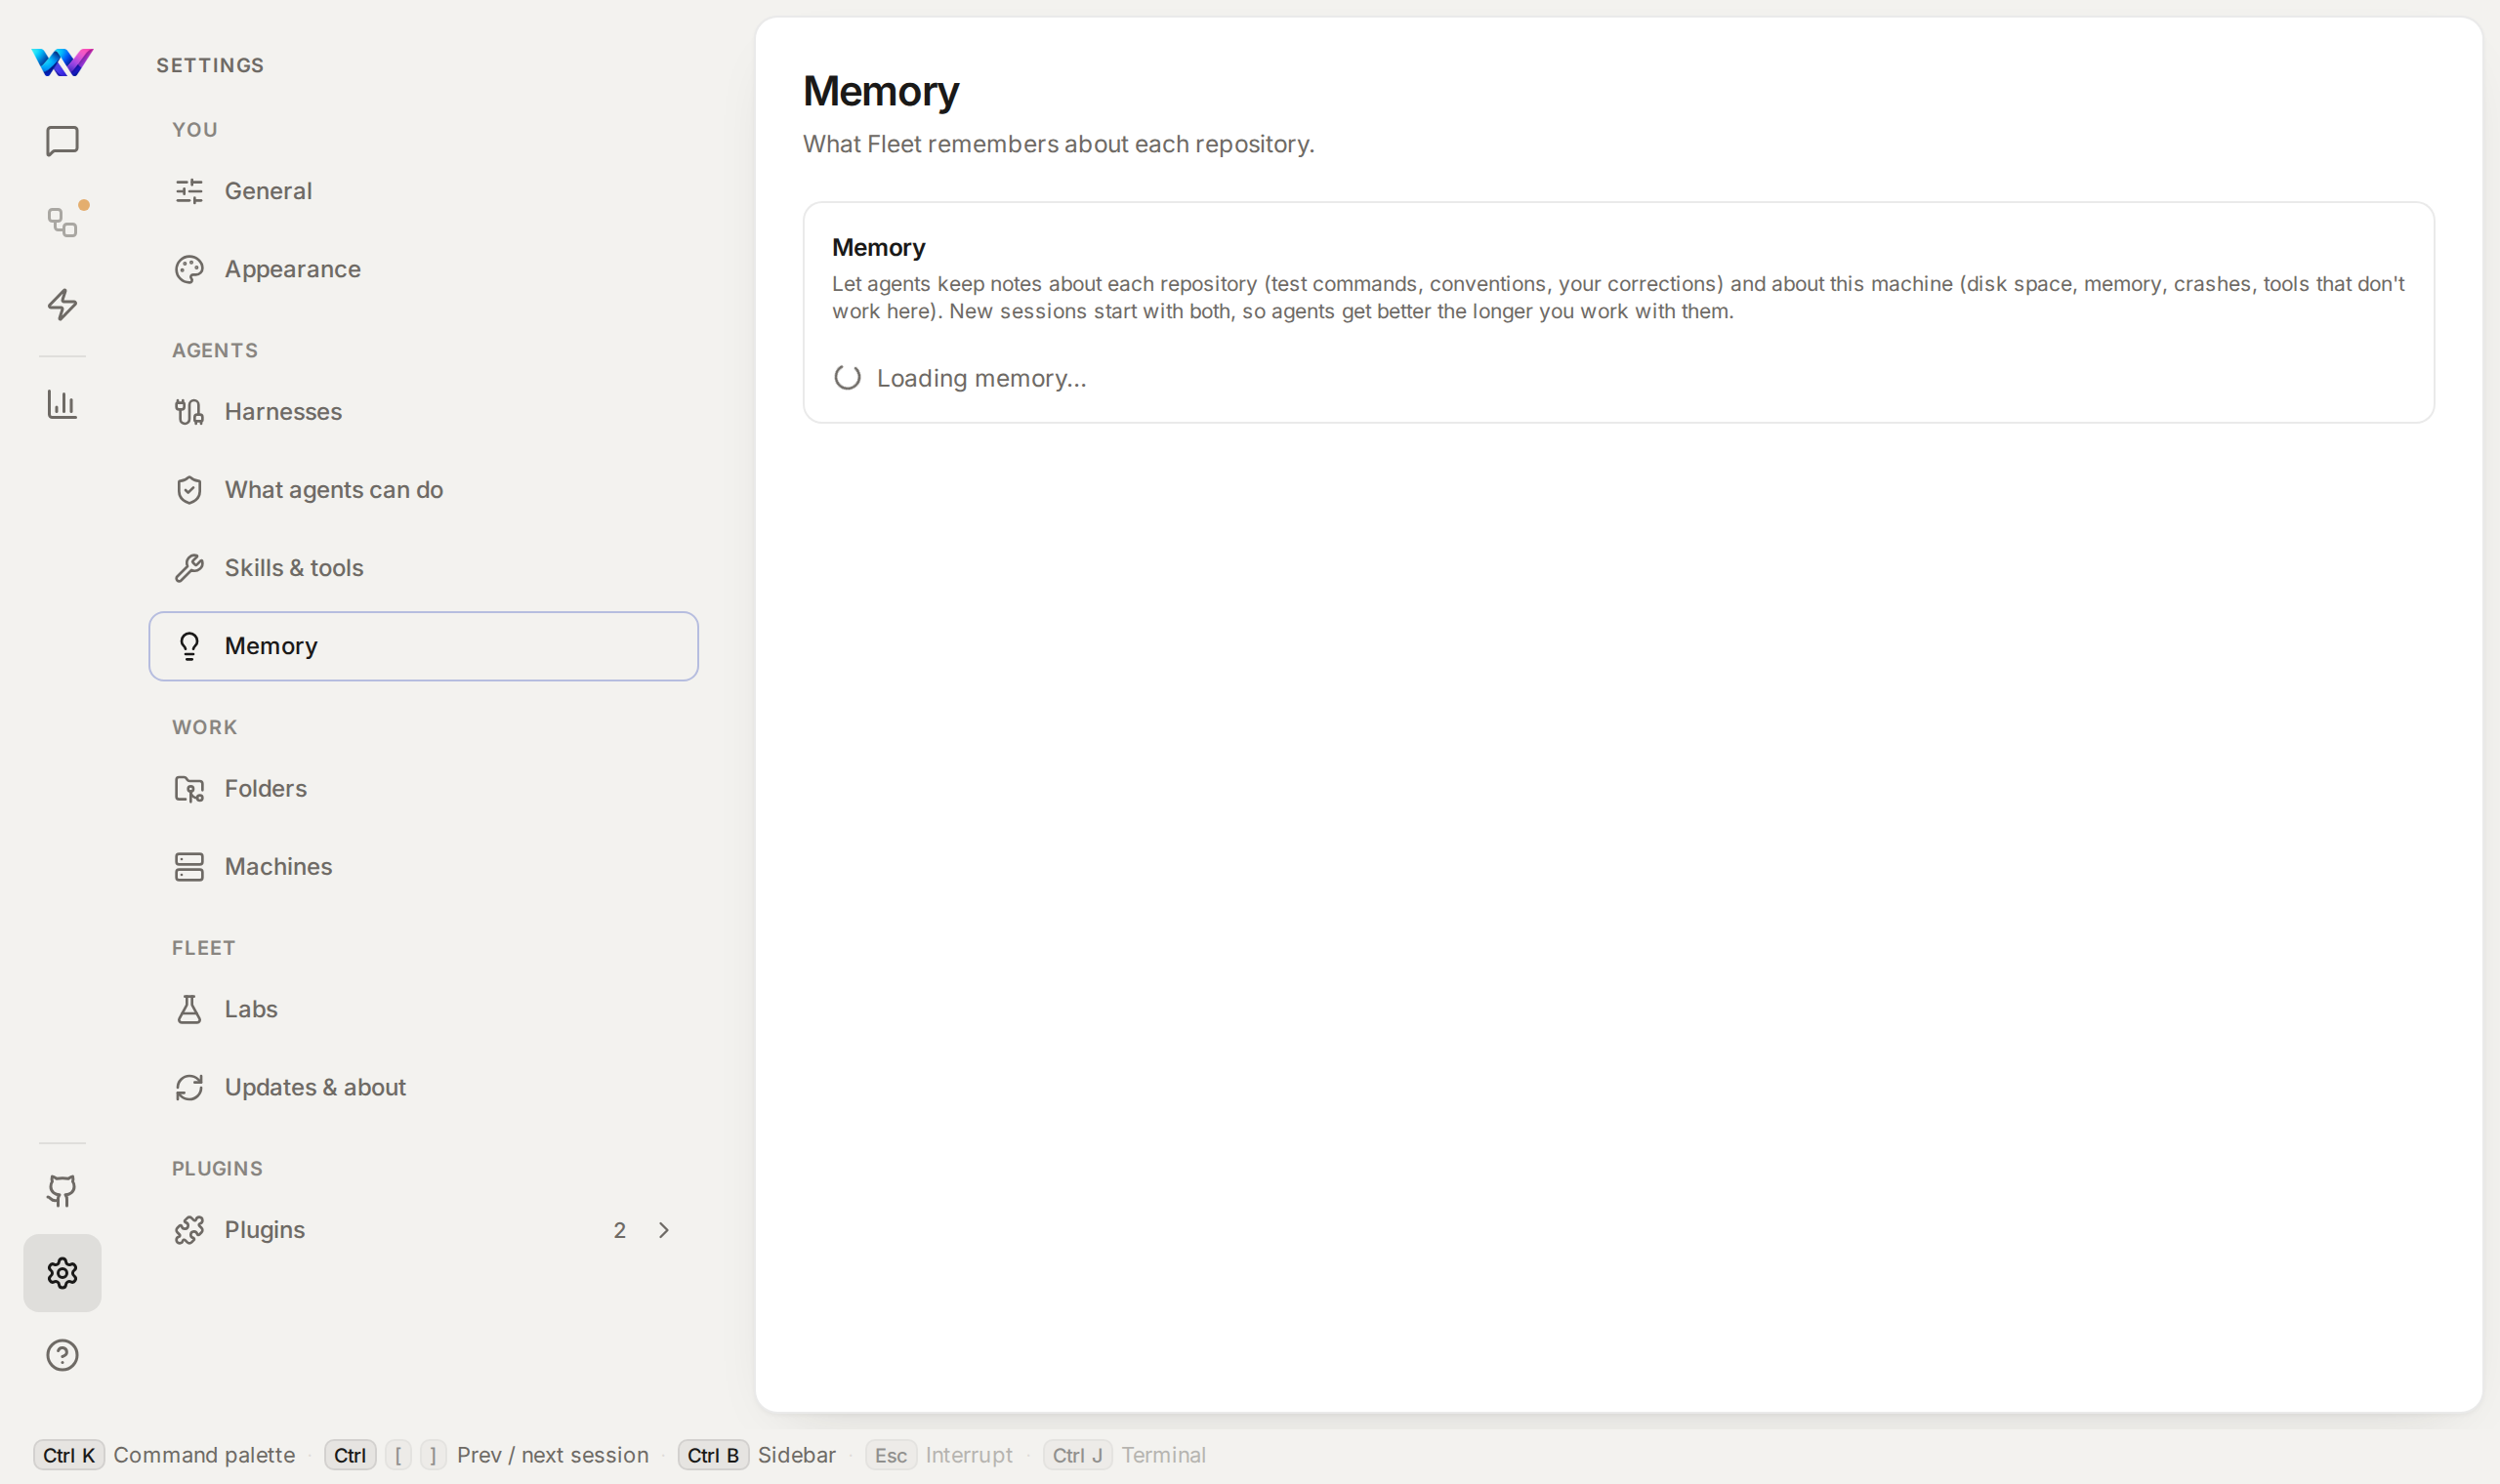 SETTINGS
YOU
General
Appearance
AGENTS
Harnesses
What agents can do
Skills & tools
Memory
WORK
Folders
Machines
FLEET
Labs
Updates & about
PLUGINS
Plugins 2
Memory
What Fleet remembers about each repository.
Memory
Let agents keep notes about each repository (test commands, conventions, your corrections) and about this machine (disk space, memory, crashes, tools that don't
work here). New sessions start with both, so agents get better the longer you work with them.
Loading memory...
Ctrl K Command palette · Ctrl [ ] Prev / next session · Ctrl B Sidebar · Esc Interrupt · Ctrl J Terminal